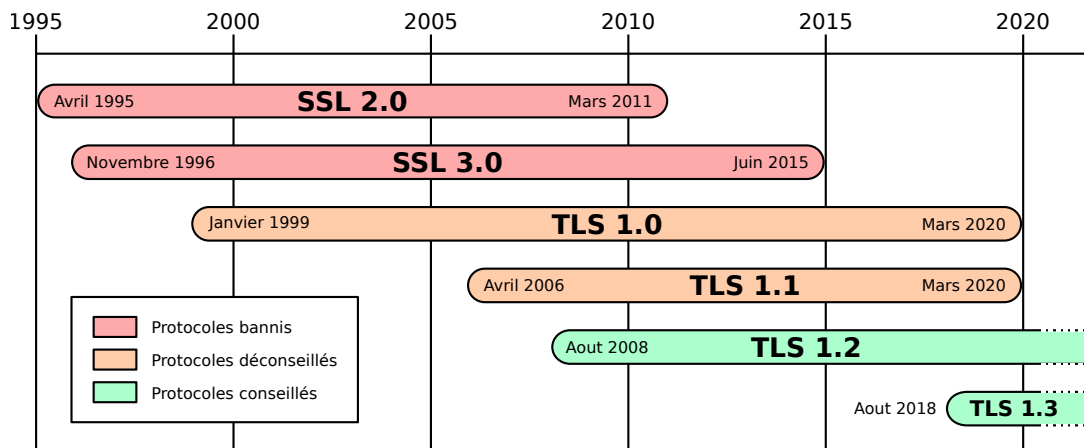 1995 2000 2005 2010 2015 2020
Avril 1995 SSL 2.0 Mars 2011
Novembre 1996 SSL 3.0 Juin 2015
Janvier 1999 TLS 1.0 Mars 2020
Avril 2006 TLS 1.1 Mars 2020
Protocoles bannis
Aout 2008 TLS 1.2
Protocoles déconseillés
Protocoles conseillés
Aout 2018 TLS 1.3